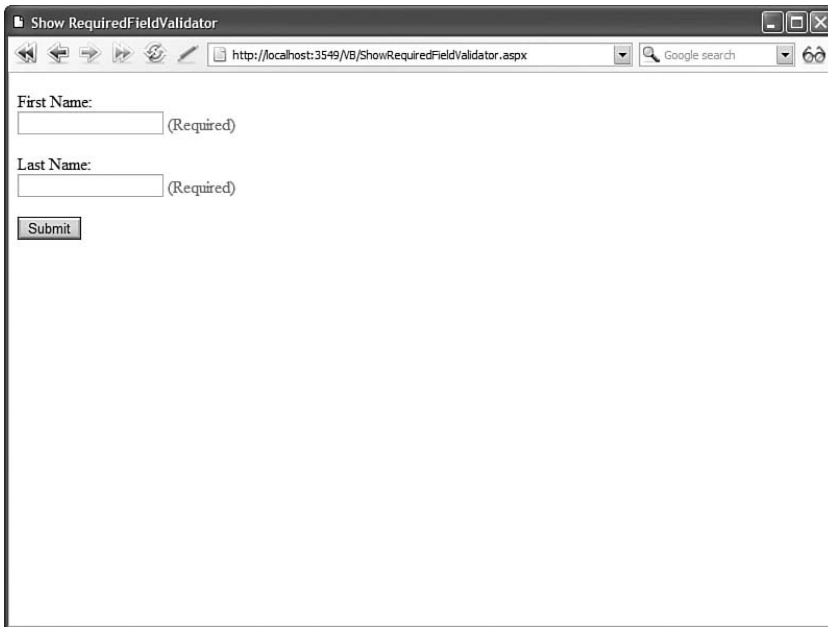 Show RequiredFieldValidator
http://localhost:3549/VB/ShowRequiredFieldValidator.aspx
Google search
First Name:
(Required)
Last Name:
(Required)
Submit